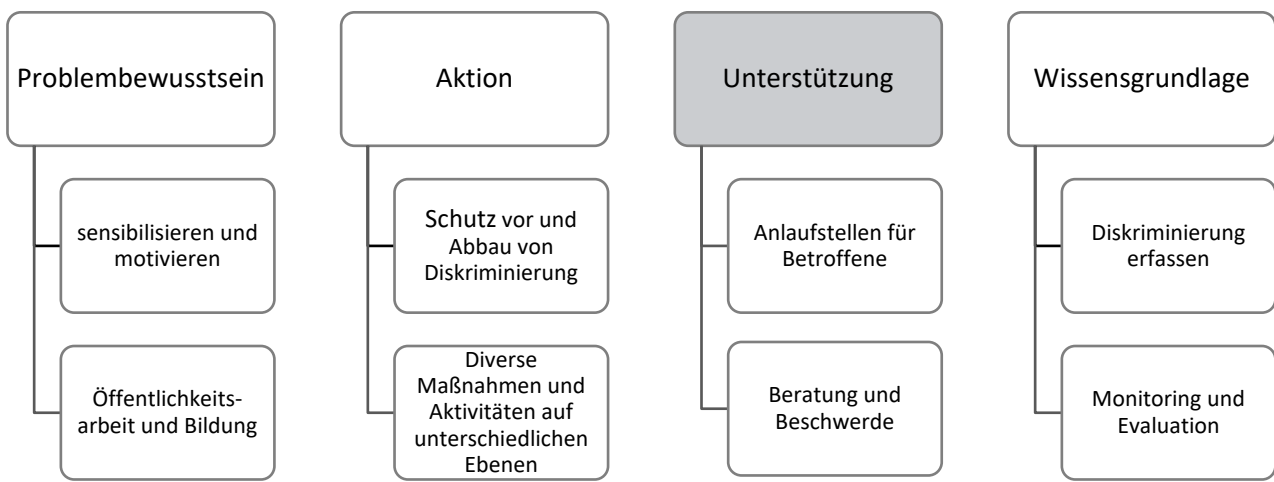 Problembewusstsein
sensibilisieren und
motivieren
Öffentlichkeits-
arbeit und Bildung
Aktion
Schutz vor und
Abbau von
Diskriminierung
Diverse
Maßnahmen und
Aktivitäten auf
unterschiedlichen
Ebenen
Unterstützung
Anlaufstellen für
Betroffene
Beratung und
Beschwerde
Wissensgrundlage
Diskriminierung
erfassen
Monitoring und
Evaluation